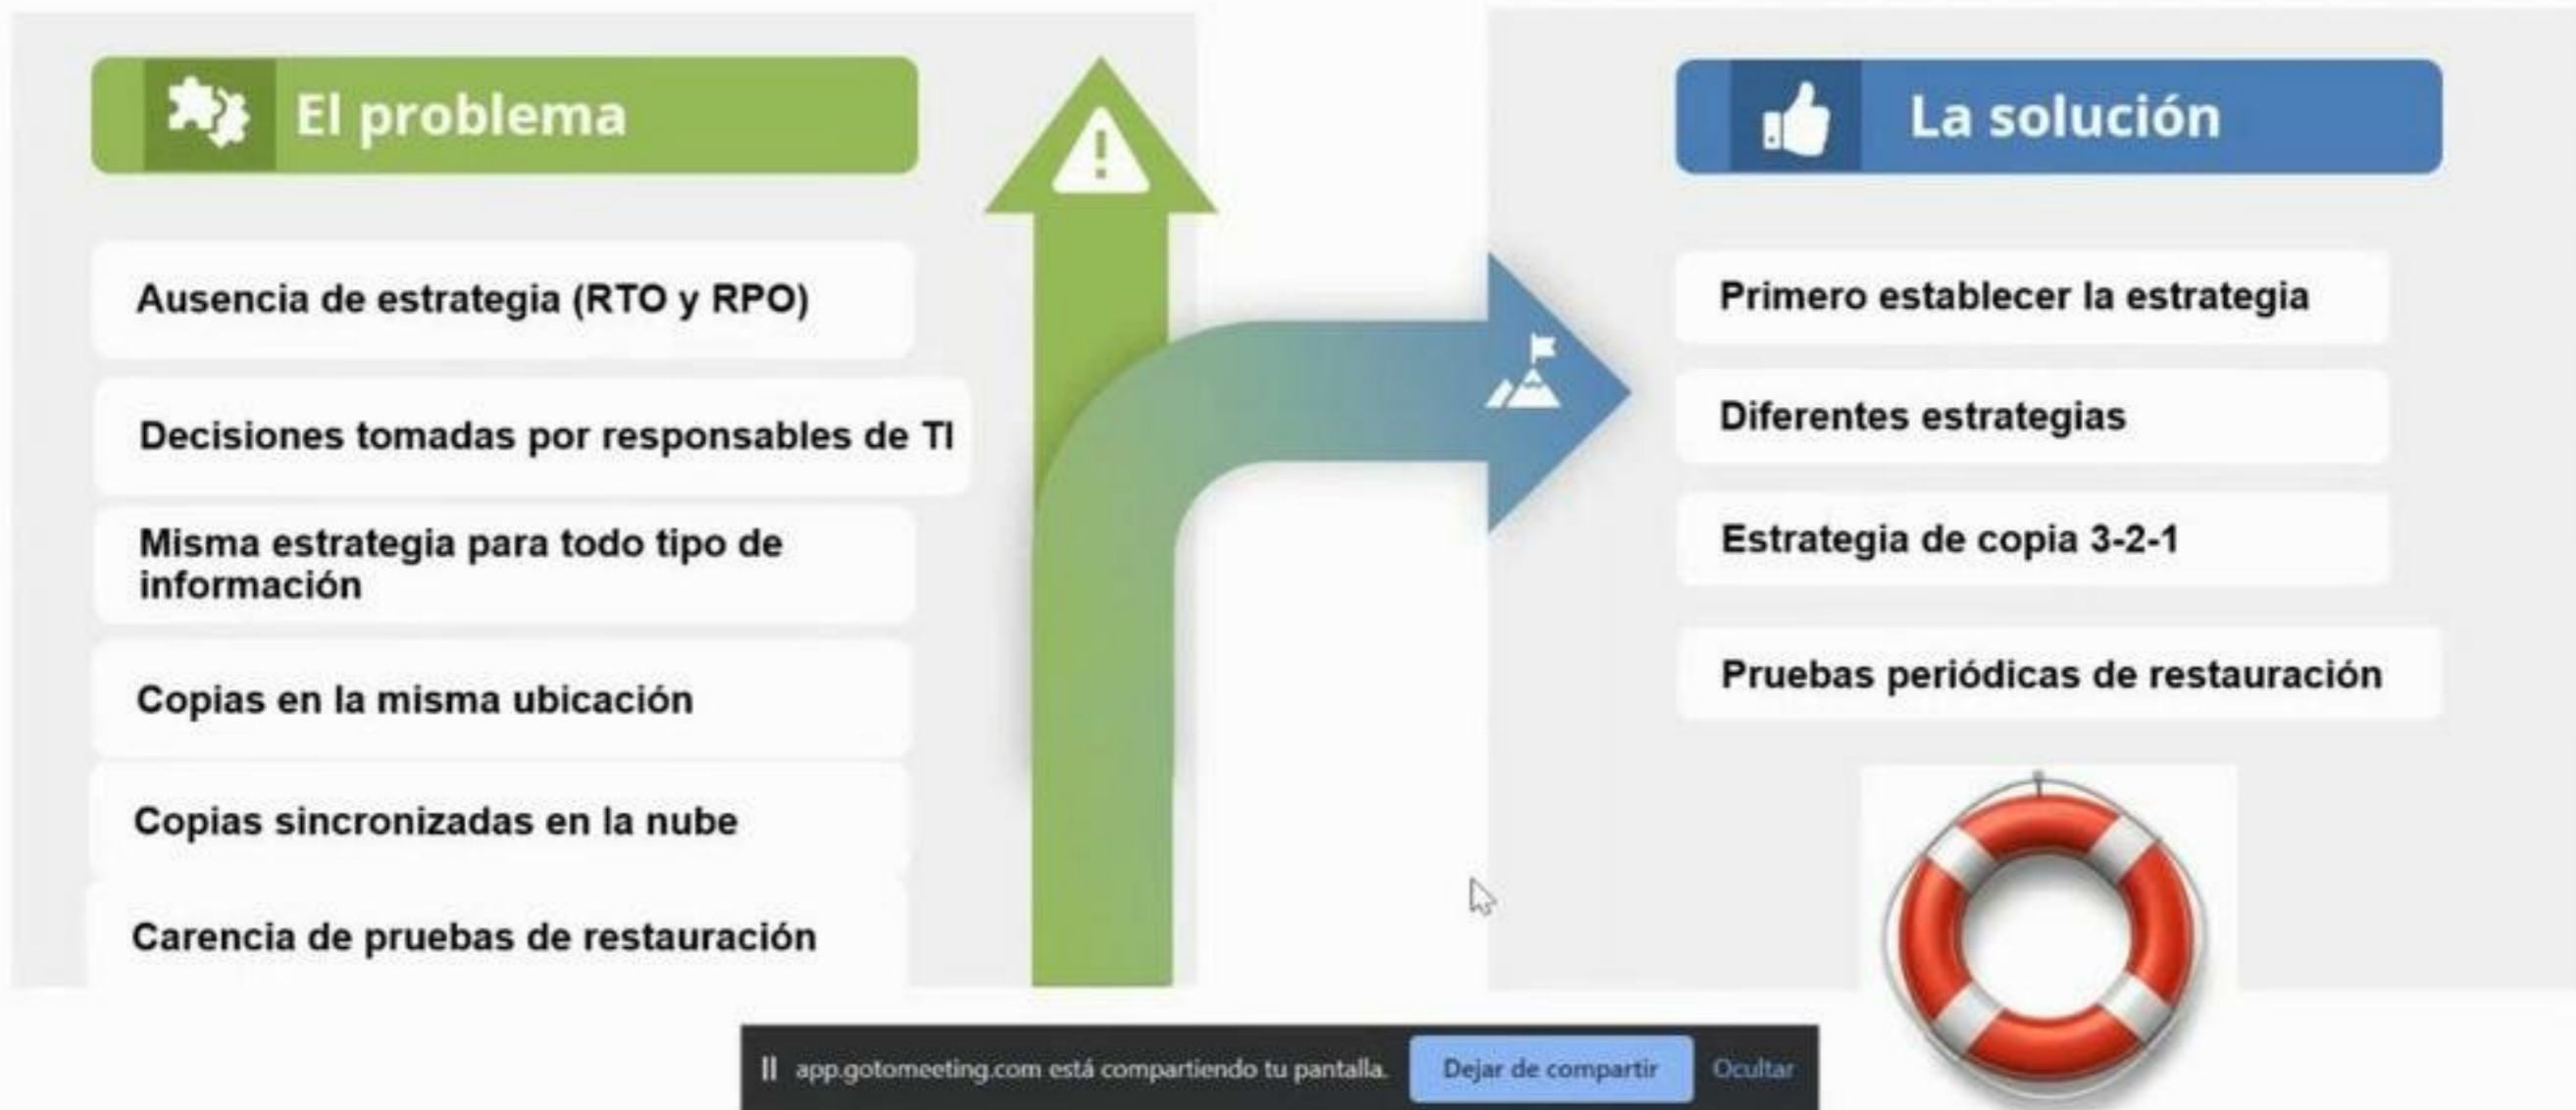 El problema
Ausencia de estrategia (RTO y RPO)
Decisiones tomadas por responsables de TI
Misma estrategia para todo tipo de
información
Copias en la misma ubicación
Copias sincronizadas en la nube
Carencia de pruebas de restauración
La solución
Primero establecer la estrategia
Diferentes estrategias
Estrategia de copia 3-2-1
Pruebas periódicas de restauración
app.gotomeeting.com está compartiendo tu pantalla. Dejar de compartir Ocultar